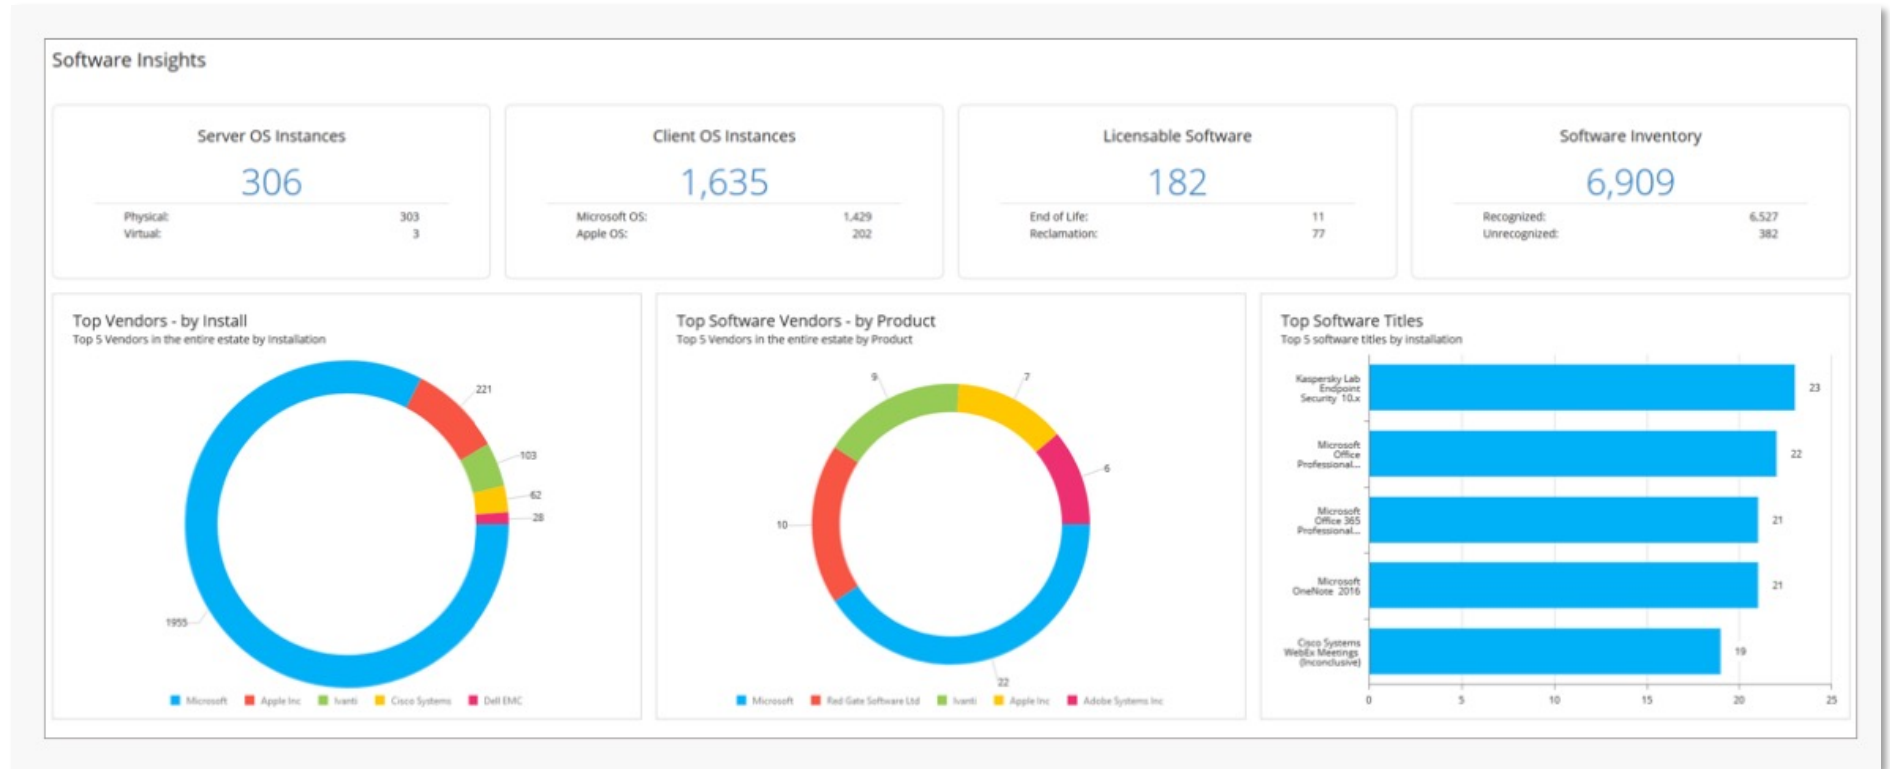 Software Insights
Server OS Instances
306
Physical: 303
Virtual: 3
Client OS Instances
1,635
Microsoft OS: 1,429
Apple OS: 202
Licensable Software
182
End of Life: 11
Reclamation: 77
Software Inventory
6,909
Recognized: 6,527
Unrecognized: 382
Top Vendors - by Install
Top 5 Vendors in the entire estate by Installation
221
103
62
28
1955
Microsoft Apple Inc Ivanti Cisco Systems Dell EMC
Top Software Vendors - by Product
Top 5 Vendors in the entire estate by Product
9
7
6
10
22
Microsoft Red Gate Software Ltd Ivanti Apple Inc Adobe Systems Inc
Top Software Titles
Top 5 software titles by installation
Kaspersky Lab
Endpoint
Security 10.x
23
Microsoft
Office
Professional...
22
Microsoft
Office 365
Professional...
21
Microsoft
OneNote 2016
21
Cisco Systems
WebEx Meetings
(Inconclusive)
19
0 5 10 15 20 25